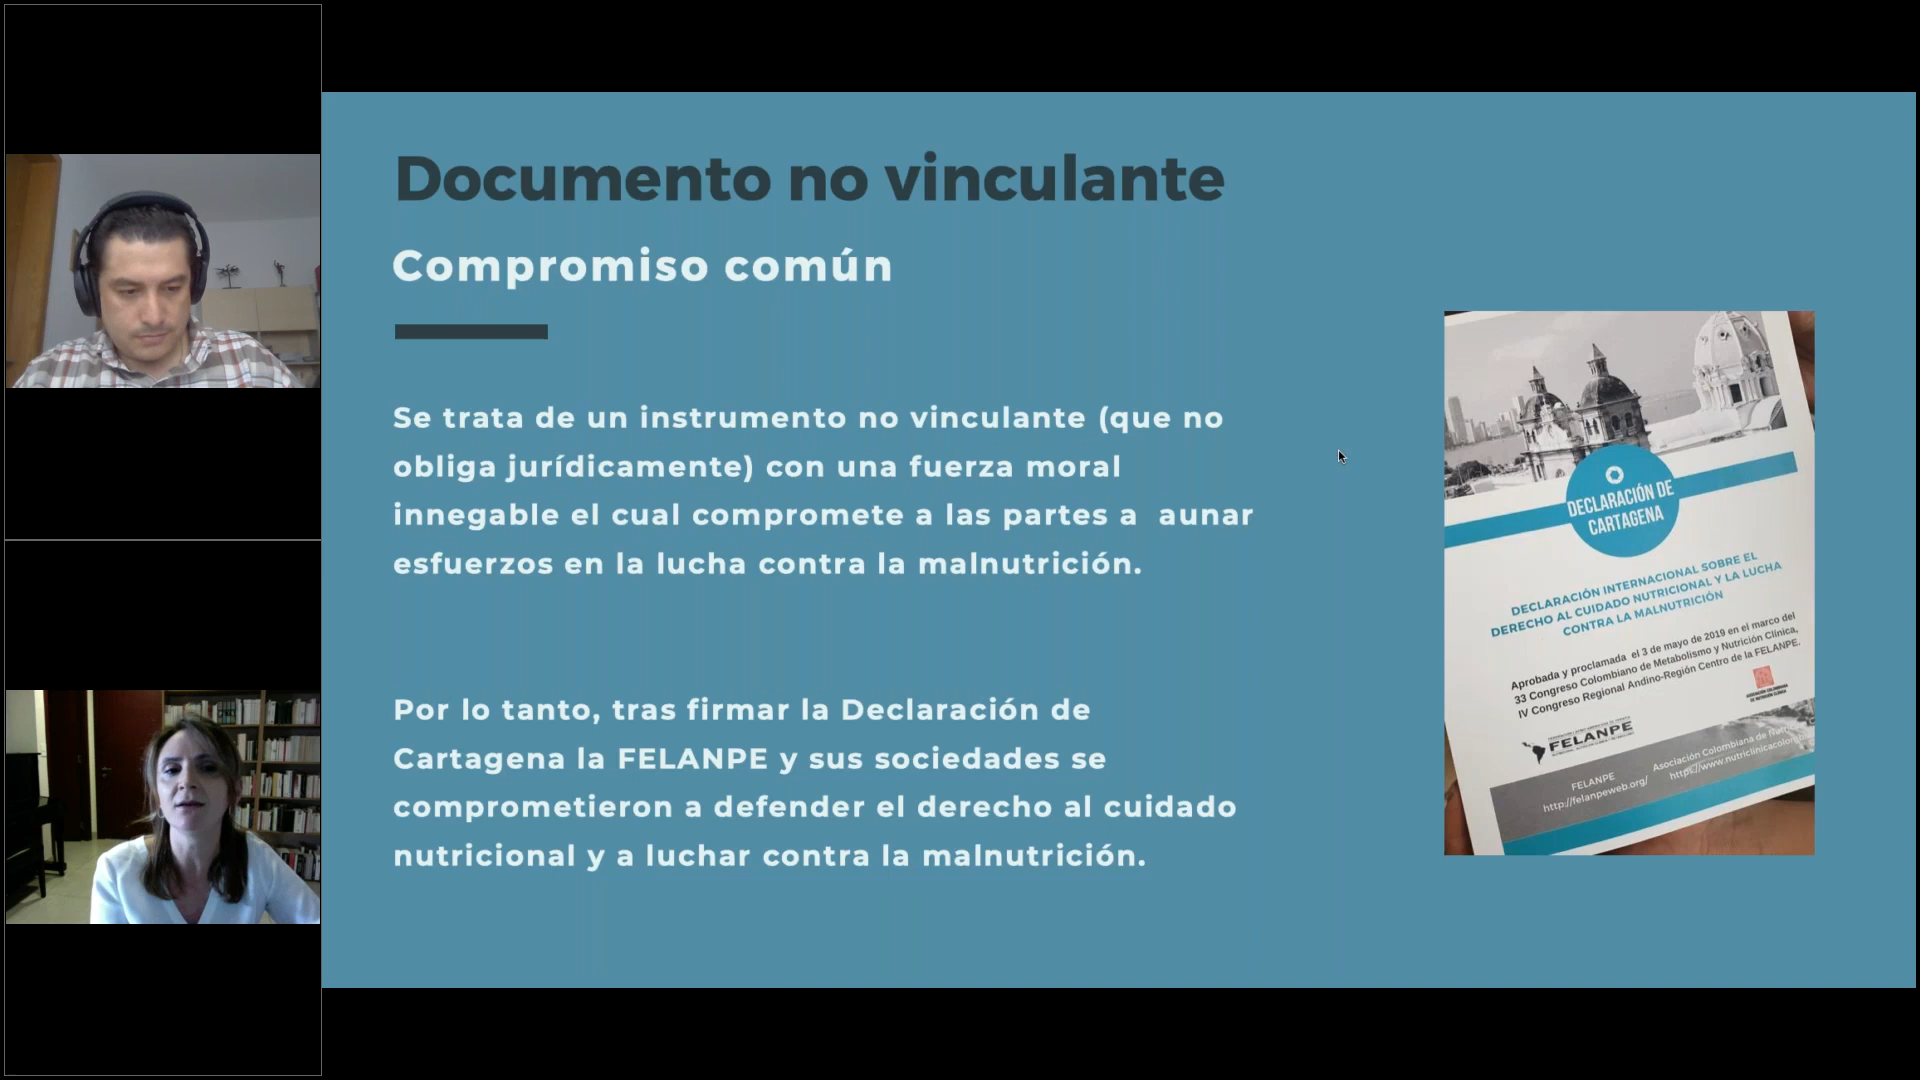 Documento no vinculante
Compromiso común
Se trata de un instrumento no vinculante (que no
obliga jurídicamente) con una fuerza moral
innegable el cual compromete a las partes a aunar
esfuerzos en la lucha contra la malnutrición.
Por lo tanto, tras firmar la Declaración de
Cartagena la FELANPE y sus sociedades se
comprometieron a defender el derecho al cuidado
nutricional y a luchar contra la malnutrición.
DECLARACIÓN DE
CARTAGENA
DECLARACIÓN INTERNACIONAL SOBRE EL
DERECHO AL CUIDADO NUTRICIONAL Y LA LUCHA
CONTRA LA MALNUTRICIÓN
Aprobada y proclamada el 3 de mayo de 2019 en el marco del
33 Congreso Colombiano de Metabolismo y Nutrición Clínica,
IV Congreso Regional Andino-Región Centro de la FELANPE.
FELANPE
FELANPE
http://felanpeweb.org/
Asociación Colombiana de